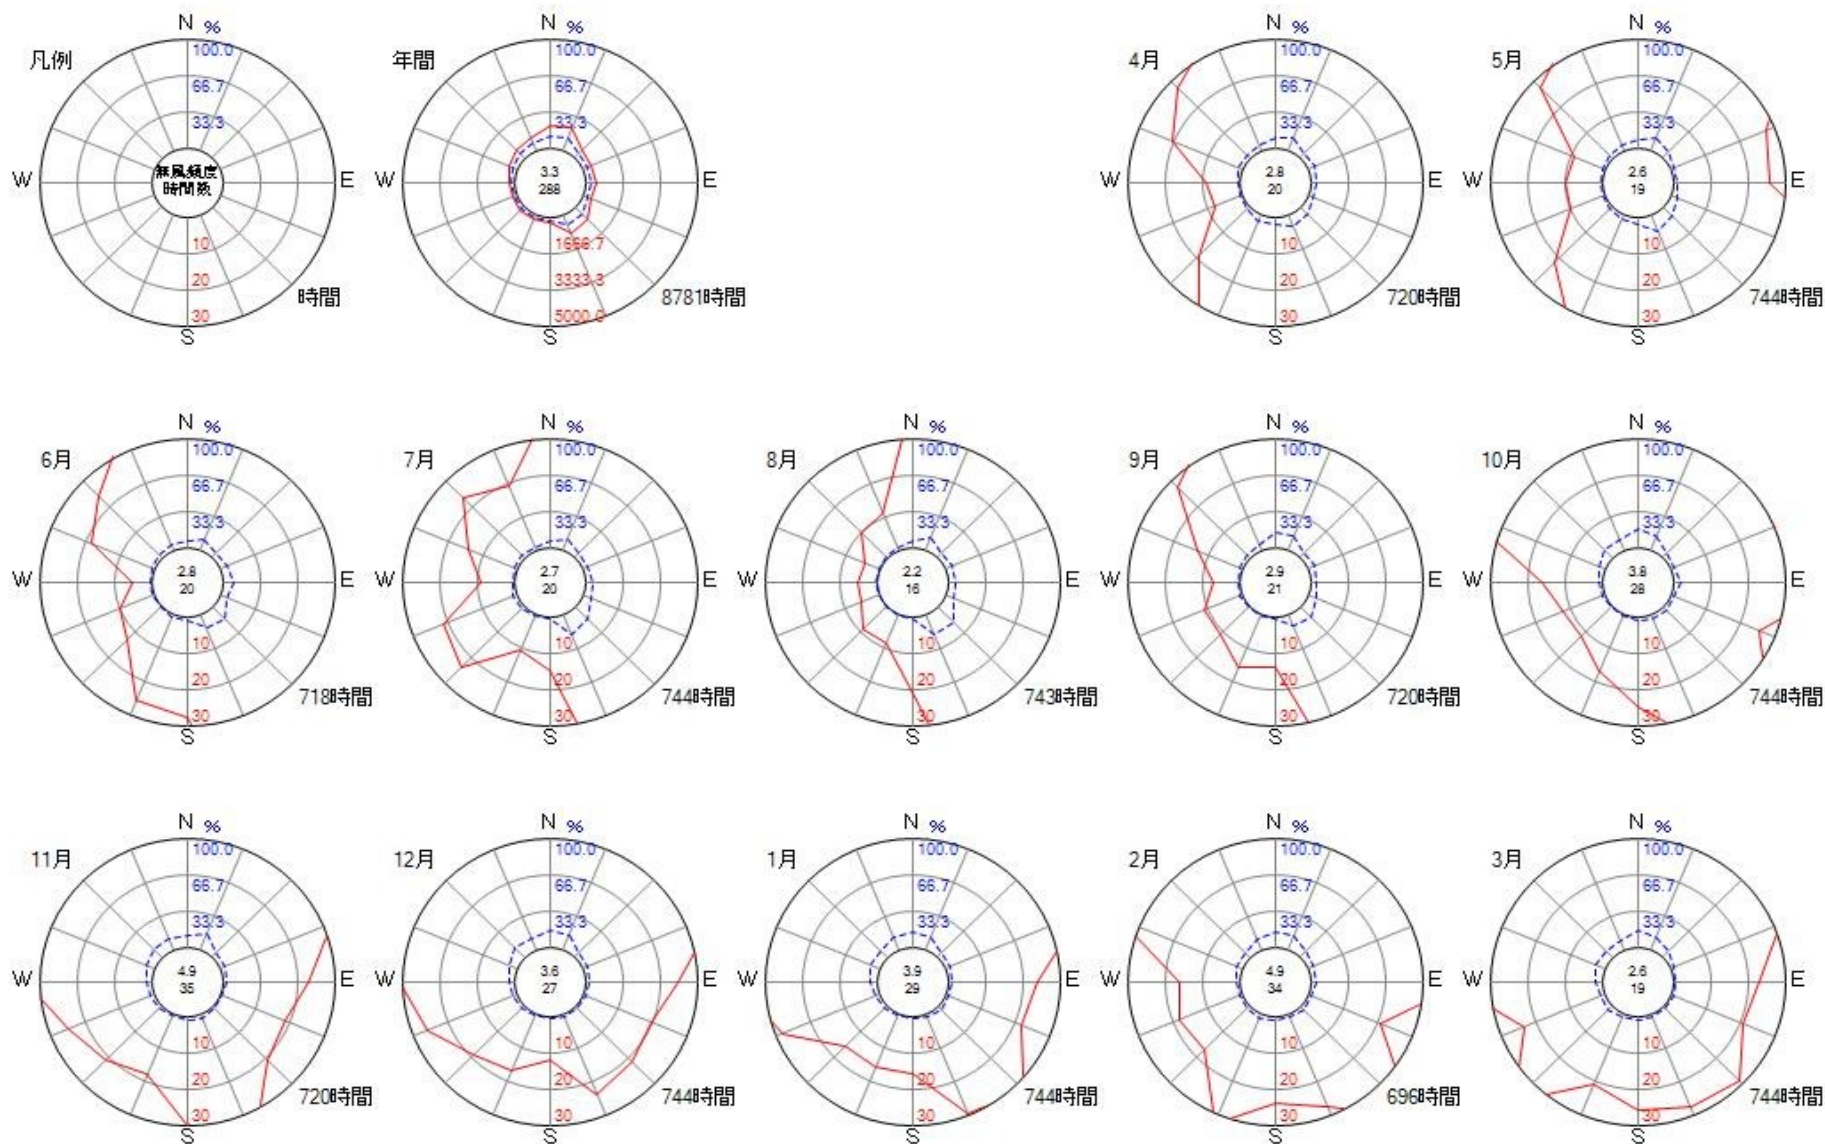 凡例
N %
100.0
66.7
33.3
W
無風頻度
時間数
E
10
20
30
S
時間
年間
N %
100.0
66.7
33.3
W
3.3
288
E
1666.7
3333.3
5000.0
S
8781時間
4月
N %
100.0
66.7
33.3
W
2.8
20
E
10
20
30
S
720時間
5月
N %
100.0
66.7
33.3
W
2.6
19
E
10
20
30
S
744時間
6月
N %
100.0
66.7
33.3
W
2.8
20
E
10
20
30
S
718時間
7月
N %
100.0
66.7
33.3
W
2.7
20
E
10
20
30
S
744時間
8月
N %
100.0
66.7
33.3
W
2.2
16
E
10
20
30
S
743時間
9月
N %
100.0
66.7
33.3
W
2.9
21
E
10
20
30
S
720時間
10月
N %
100.0
66.7
33.3
W
3.8
28
E
10
20
30
S
744時間
11月
N %
100.0
66.7
33.3
W
4.9
35
E
10
20
30
S
720時間
12月
N %
100.0
66.7
33.3
W
3.6
27
E
10
20
30
S
744時間
1月
N %
100.0
66.7
33.3
W
3.9
29
E
10
20
30
S
744時間
2月
N %
100.0
66.7
33.3
W
4.9
34
E
10
20
30
S
696時間
3月
N %
100.0
66.7
33.3
W
2.6
19
E
10
20
30
S
744時間